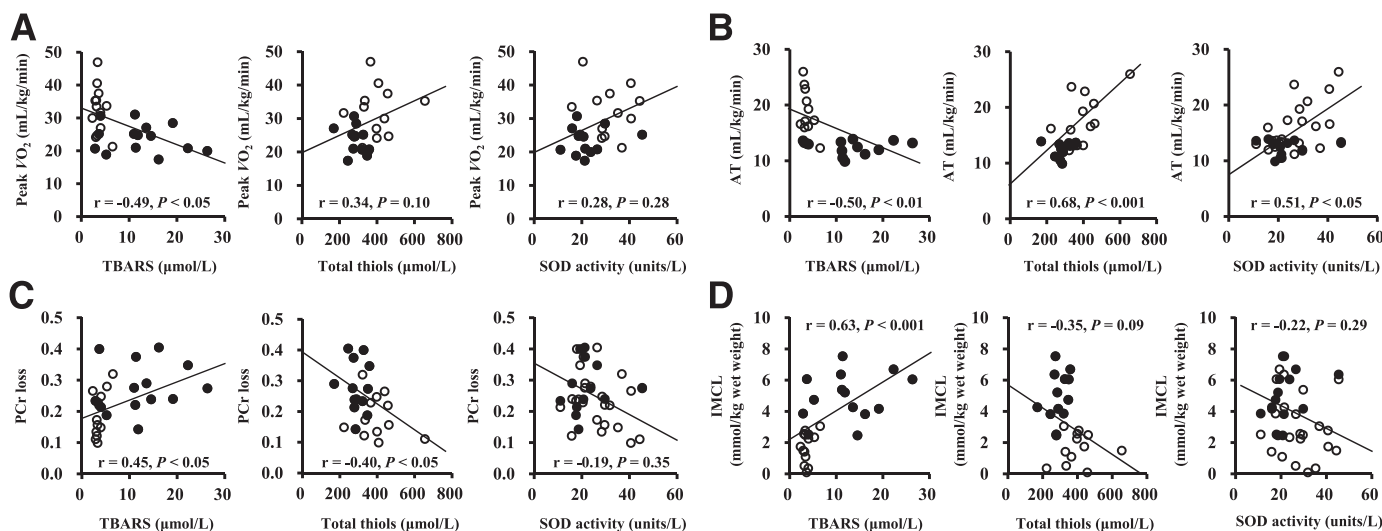 A
Peak VO₂ (mL/kg/min)
50
40
30
20
10
0
r = -0.49, P < 0.05
0 10 20 30
TBARS (μmol/L)
Peak VO₂ (mL/kg/min)
50
40
30
20
10
0
r = 0.34, P = 0.10
0 200 400 600 800
Total thiols (μmol/L)
Peak VO₂ (mL/kg/min)
50
40
30
20
10
0
r = 0.28, P = 0.28
0 20 40 60
SOD activity (units/L)
B
AT (mL/kg/min)
30
20
10
0
r = -0.50, P < 0.01
0 10 20 30
TBARS (μmol/L)
AT (mL/kg/min)
30
20
10
0
r = 0.68, P < 0.001
0 200 400 600 800
Total thiols (μmol/L)
AT (mL/kg/min)
30
20
10
0
r = 0.51, P < 0.05
0 20 40 60
SOD activity (units/L)
C
PCr loss
0.5
0.4
0.3
0.2
0.1
0.0
r = 0.45, P < 0.05
0 10 20 30
TBARS (μmol/L)
PCr loss
0.5
0.4
0.3
0.2
0.1
0.0
r = -0.40, P < 0.05
0 200 400 600 800
Total thiols (μmol/L)
PCr loss
0.5
0.4
0.3
0.2
0.1
0.0
r = -0.19, P = 0.35
0 20 40 60
SOD activity (units/L)
D
IMCL
(mmol/kg wet weight)
10
8
6
4
2
0
r = 0.63, P < 0.001
0 10 20 30
TBARS (μmol/L)
IMCL
(mmol/kg wet weight)
10
8
6
4
2
0
r = -0.35, P = 0.09
0 200 400 600 800
Total thiols (μmol/L)
IMCL
(mmol/kg wet weight)
10
8
6
4
2
0
r = -0.22, P = 0.29
0 20 40 60
SOD activity (units/L)